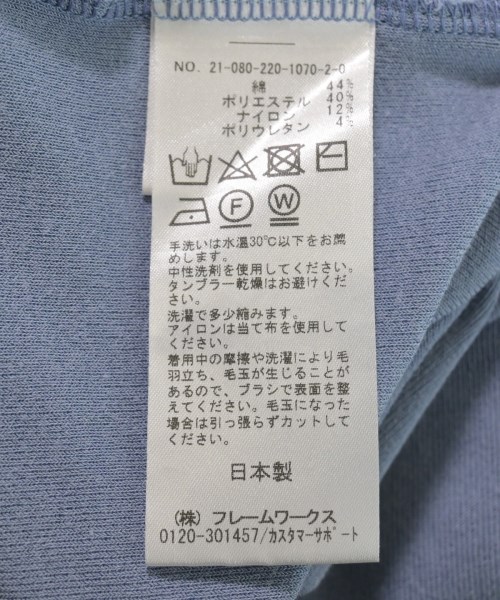 NO. 21-080-220-1070-2-0
綿 44%
ポリエステル 40%
ナイロン 12%
ポリウレタン 4%
F W
手洗いは水温30℃以下をお薦
めします。
中性洗剤を使用してください。
タンブラー乾燥はお避けくださ
い。
洗濯で多少縮みます。
アイロンは当て布を使用して
ください。
着用中の摩擦や洗濯により毛
羽立ち、毛玉が生じることが
あるので、ブラシで表面を整
えてください。毛玉になった
場合は引っ張らずカットして
ください。
日本製
(株) フレームワークス
0120-301457/カスタマーサポート